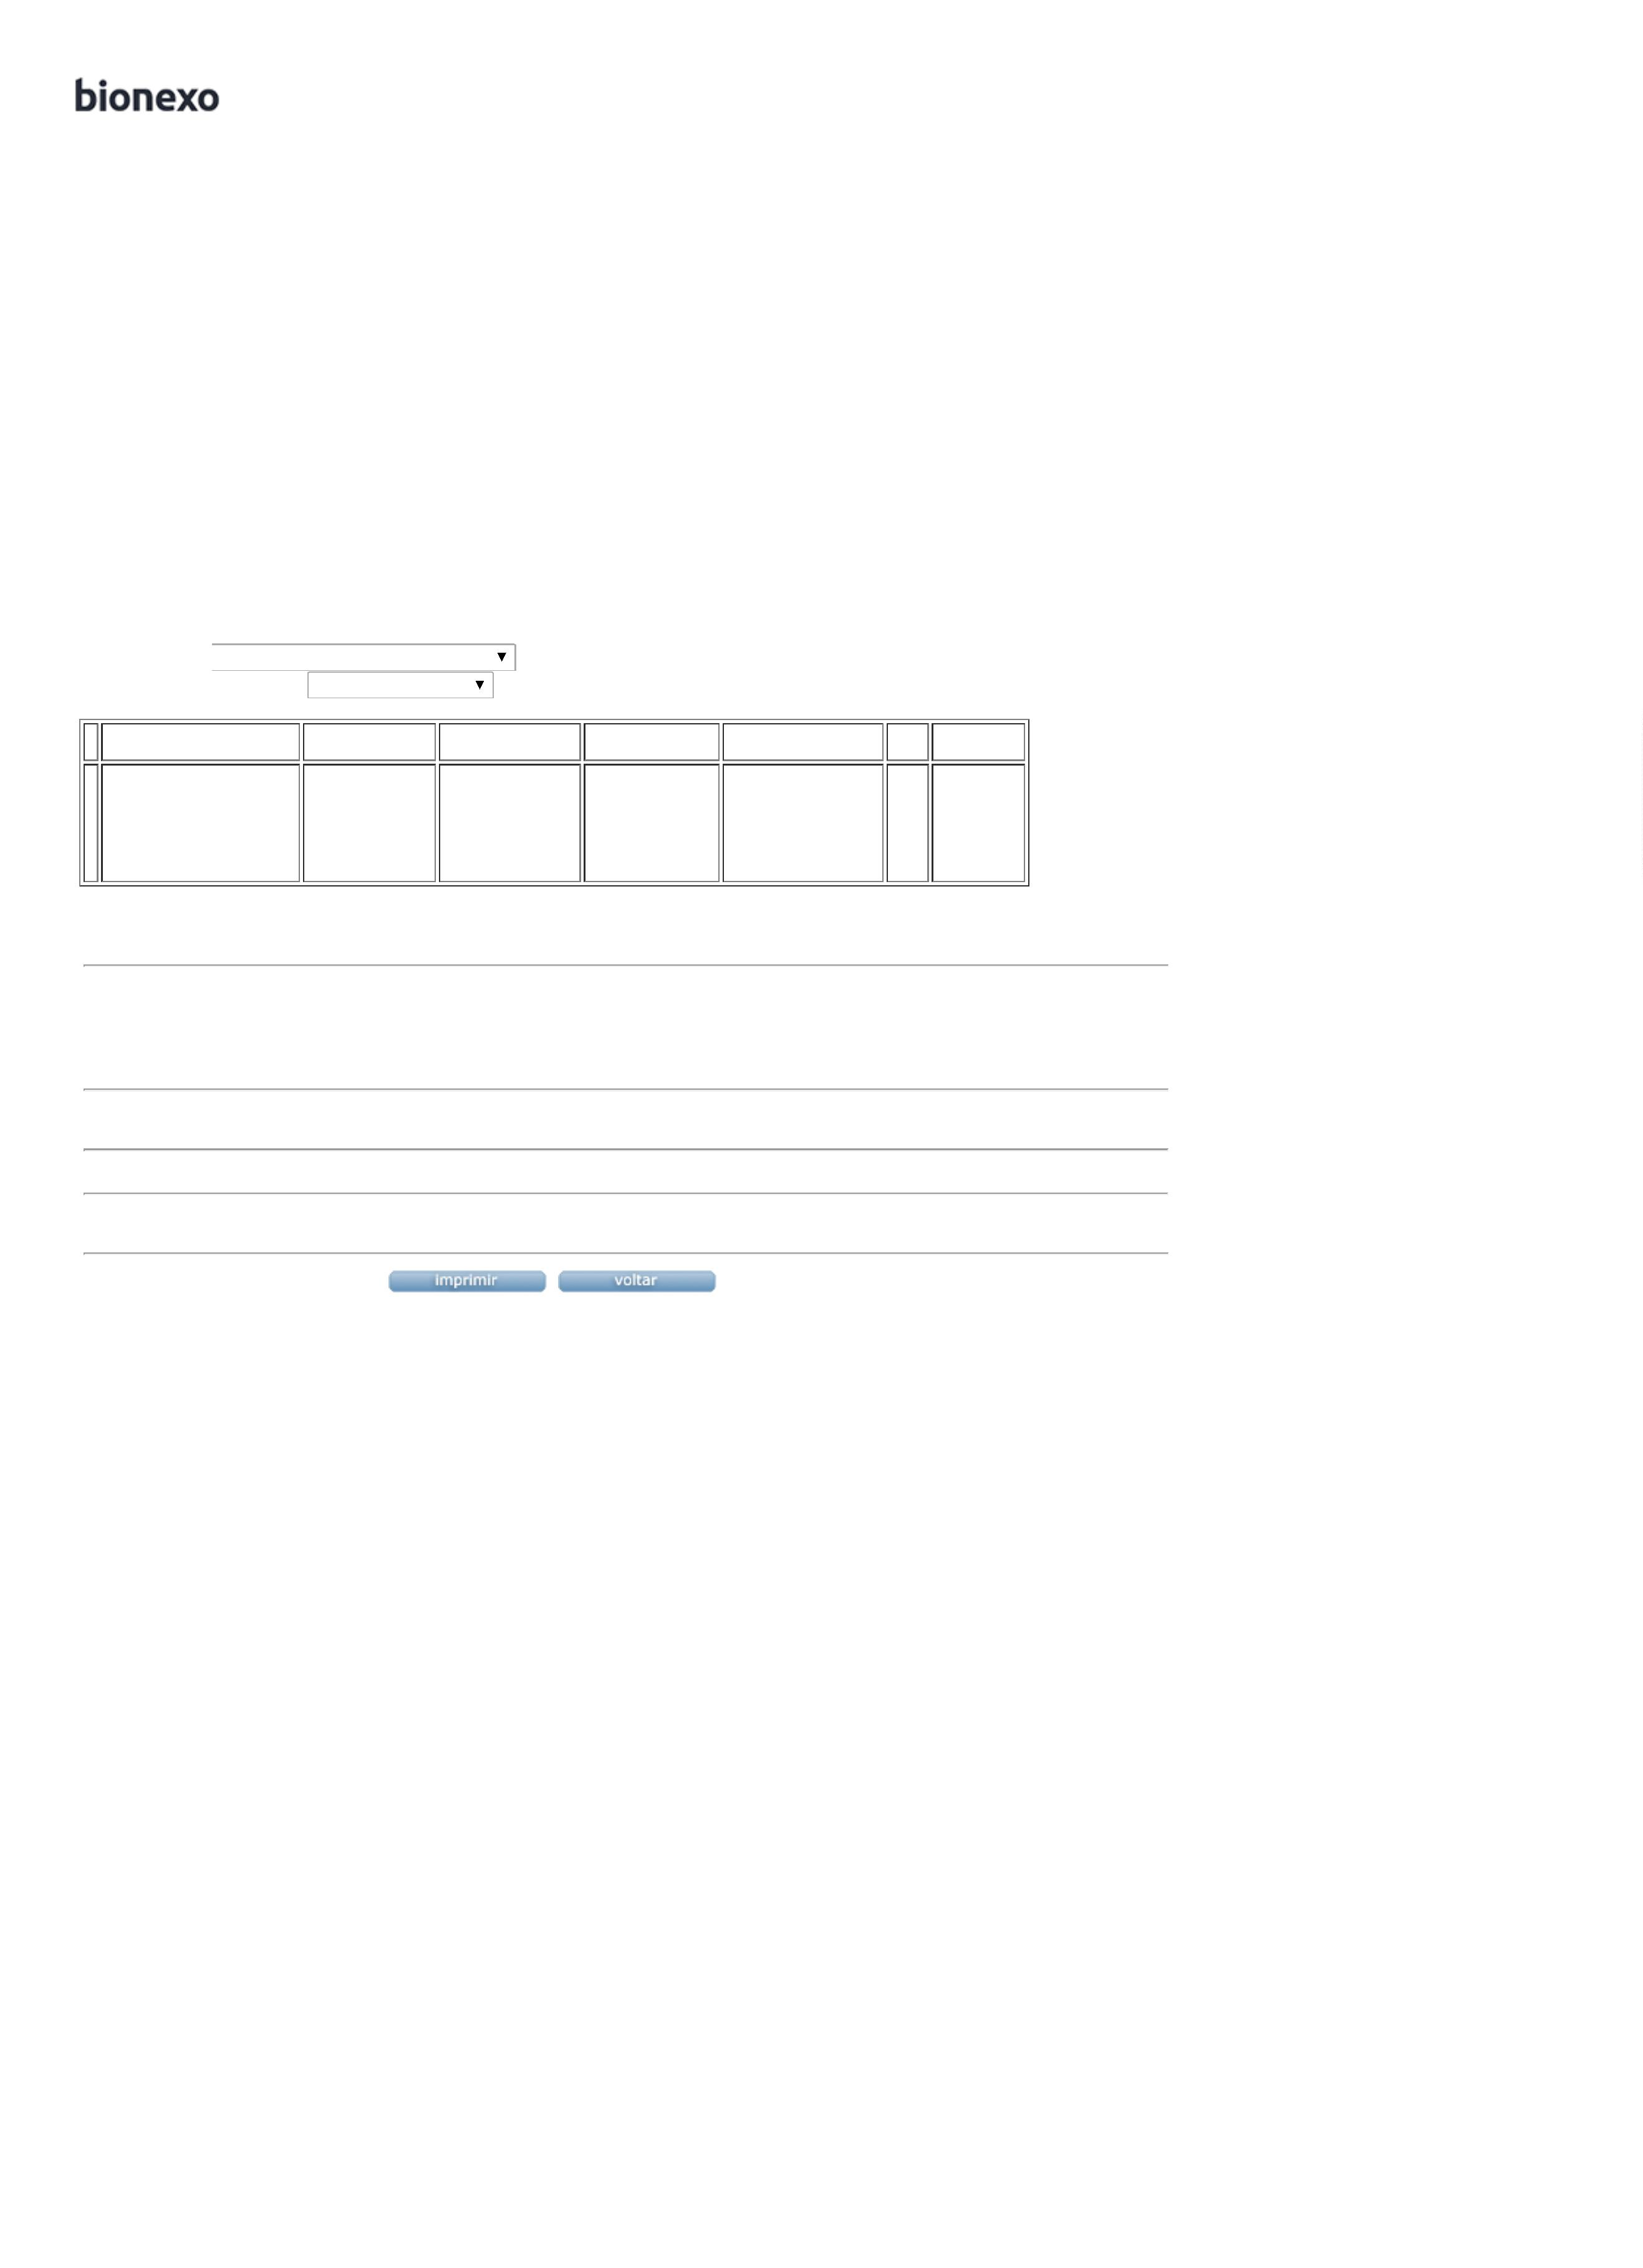 bionexo
▼
▼
imprimir voltar